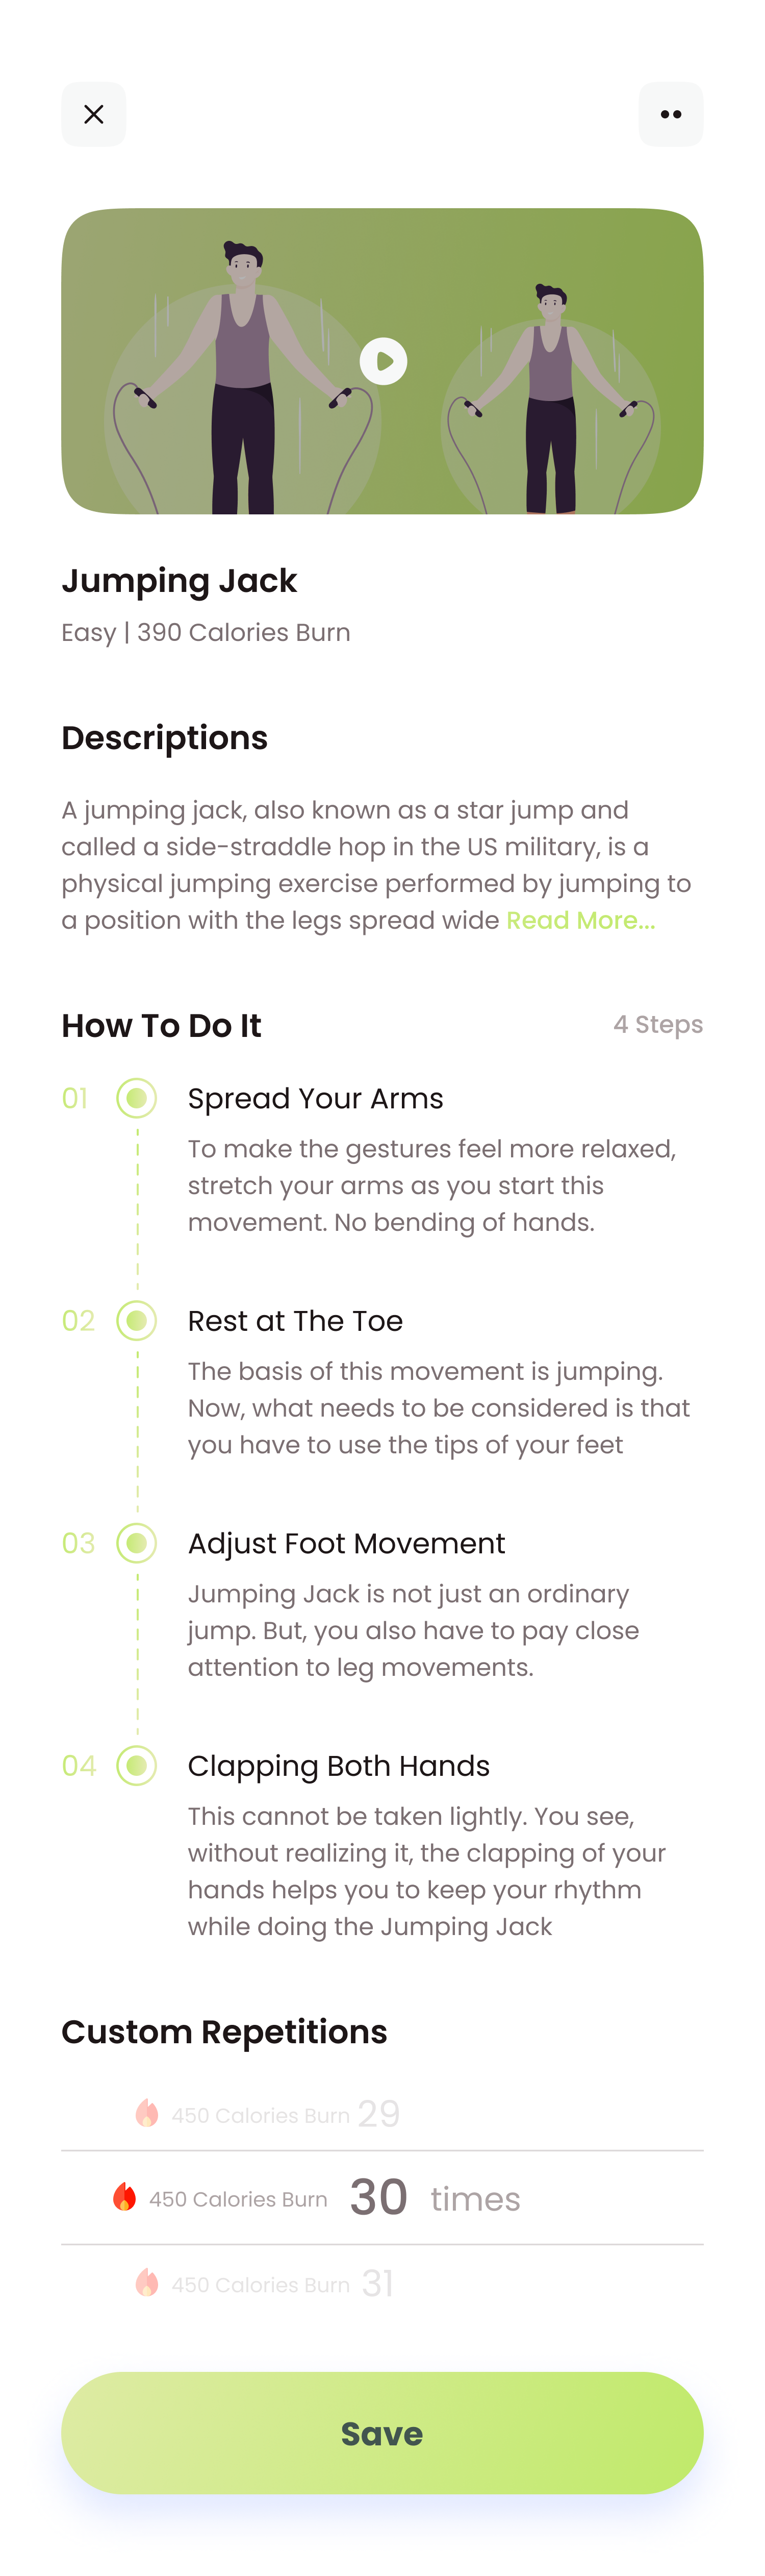 Jumping Jack
Easy | 390 Calories Burn
Descriptions
A jumping jack, also known as a star jump and
called a side-straddle hop in the US military, is a
physical jumping exercise performed by jumping to
a position with the legs spread wide Read More...
How To Do It
4 Steps
01
Spread Your Arms
To make the gestures feel more relaxed,
stretch your arms as you start this
movement. No bending of hands.
02
Rest at The Toe
The basis of this movement is jumping.
Now, what needs to be considered is that
you have to use the tips of your feet
03
Adjust Foot Movement
Jumping Jack is not just an ordinary
jump. But, you also have to pay close
attention to leg movements.
04
Clapping Both Hands
This cannot be taken lightly. You see,
without realizing it, the clapping of your
hands helps you to keep your rhythm
while doing the Jumping Jack
Custom Repetitions
450 Calories Burn 29
450 Calories Burn 30 times
450 Calories Burn 31
Save